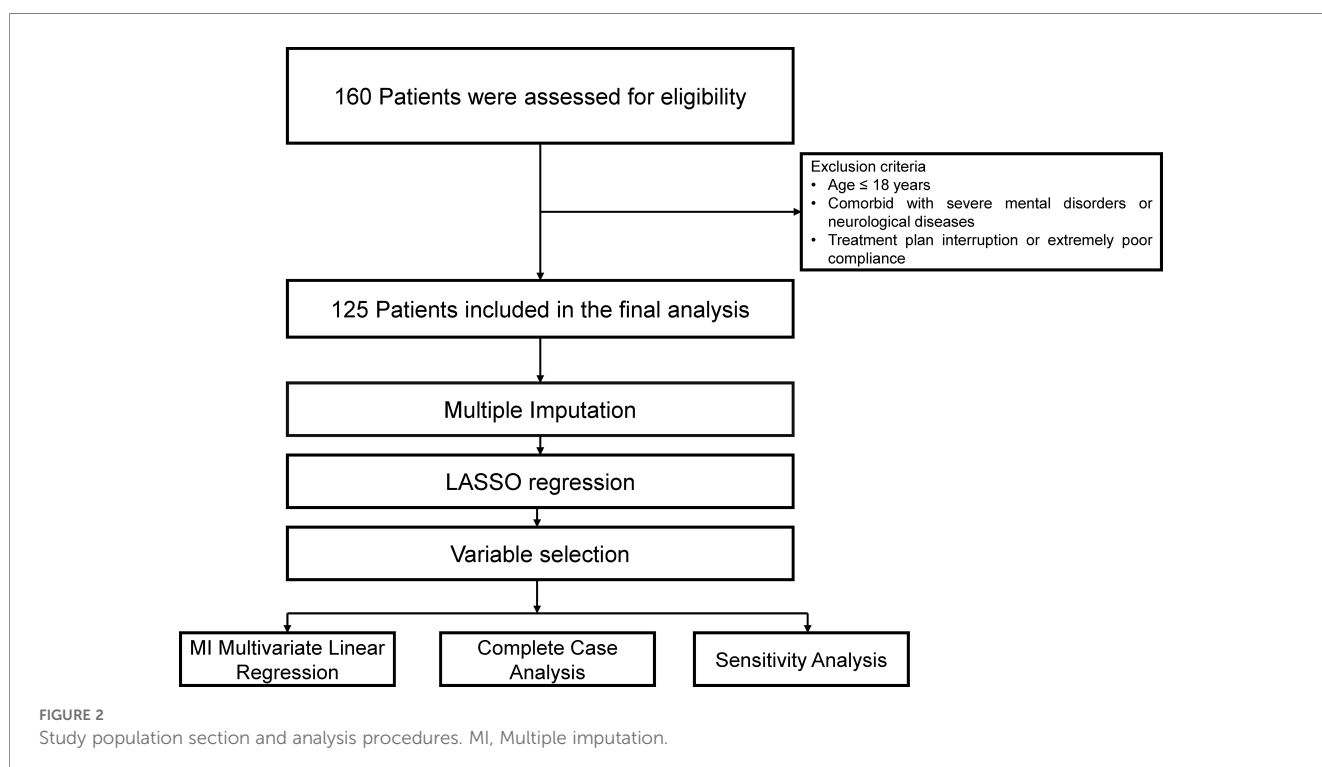 160 Patients were assessed for eligibility
Exclusion criteria
• Age ≤ 18 years
• Comorbid with severe mental disorders or
neurological diseases
• Treatment plan interruption or extremely poor
compliance
125 Patients included in the final analysis
Multiple Imputation
LASSO regression
Variable selection
MI Multivariate Linear
Regression
Complete Case
Analysis
Sensitivity Analysis
FIGURE 2
Study population section and analysis procedures. MI, Multiple imputation.